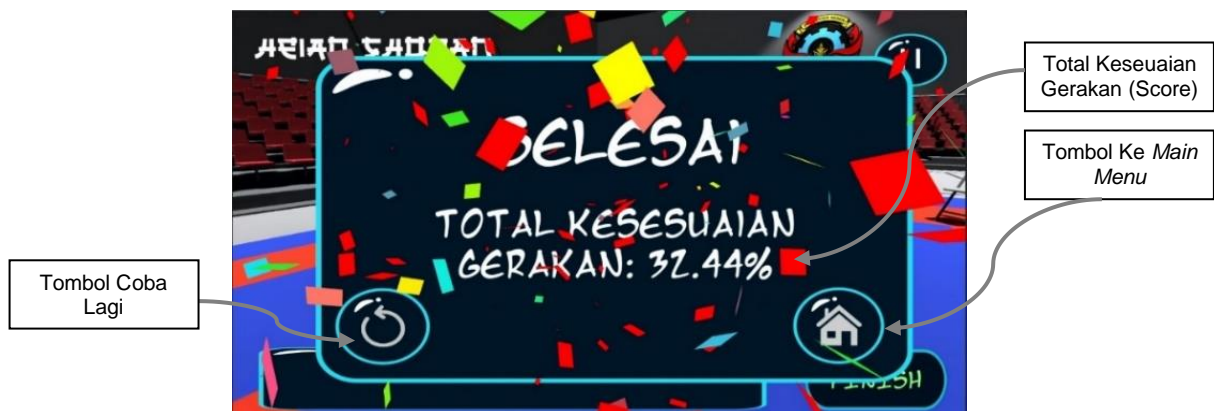 HEIAN SHODAN
SELESAI
TOTAL KESESUAIAN
GERAKAN: 32.44%
FINISH
Total Keseuaian
Gerakan (Score)
Tombol Ke Main
Menu
Tombol Coba
Lagi